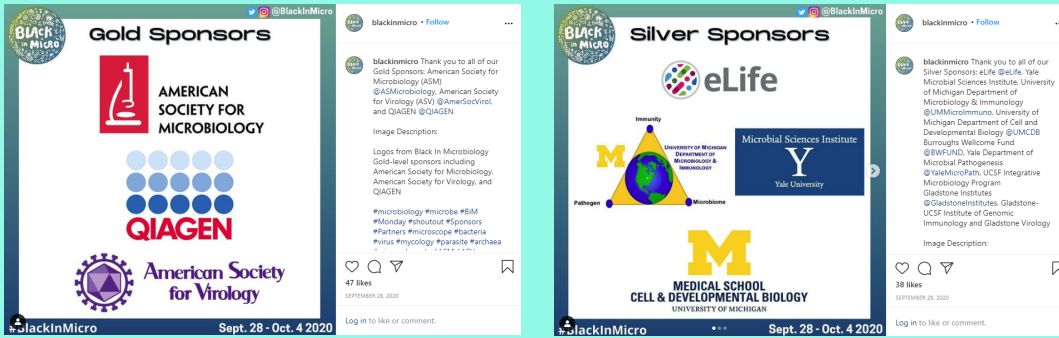 @BlackInMicro
BLACK
in MICRO
Gold Sponsors
AMERICAN
SOCIETY FOR
MICROBIOLOGY
QIAGEN
American Society
for Virology
#BlackInMicro
Sept. 28 - Oct. 4 2020
blackinmicro • Follow
blackinmicro Thank you to all of our
Gold Sponsors: American Society for
Microbiology (ASM)
@ASMicrobiology, American Society
for Virology (ASV) @AmerSocVirol,
and QIAGEN @QIAGEN
Image Description:
Logos from Black In Microbiology
Gold-level sponsors including
American Society for Microbiology,
American Society for Virology, and
QIAGEN
#microbiology #microbe #BiM
#Monday #shoutout #Sponsors
#Partners #microscope #bacteria
#virus #mycology #parasite #archaea
47 likes
SEPTEMBER 28, 2020
Log in to like or comment.
@BlackInMicro
BLACK
in MICRO
Silver Sponsors
eLife
Immunity
M
UNIVERSITY OF MICHIGAN
DEPARTMENT OF
MICROBIOLOGY &
IMMUNOLOGY
Pathogen
Microbiome
Microbial Sciences Institute
Y
Yale University
M
MEDICAL SCHOOL
CELL & DEVELOPMENTAL BIOLOGY
UNIVERSITY OF MICHIGAN
#BlackInMicro
Sept. 28 - Oct. 4 2020
blackinmicro • Follow
blackinmicro Thank you to all of our
Silver Sponsors: eLife @eLife, Yale
Microbial Sciences Institute, University
of Michigan Department of
Microbiology & Immunology
@UMMicroImmuno, University of
Michigan Department of Cell and
Developmental Biology @UMCDB
Burroughs Wellcome Fund
@BWFUND, Yale Department of
Microbial Pathogenesis
@YaleMicroPath, UCSF Integrative
Microbiology Program
Gladstone Institutes
@GladstoneInstitutes, Gladstone-
UCSF Institute of Genomic
Immunology and Gladstone Virology
Image Description:
38 likes
SEPTEMBER 28, 2020
Log in to like or comment.